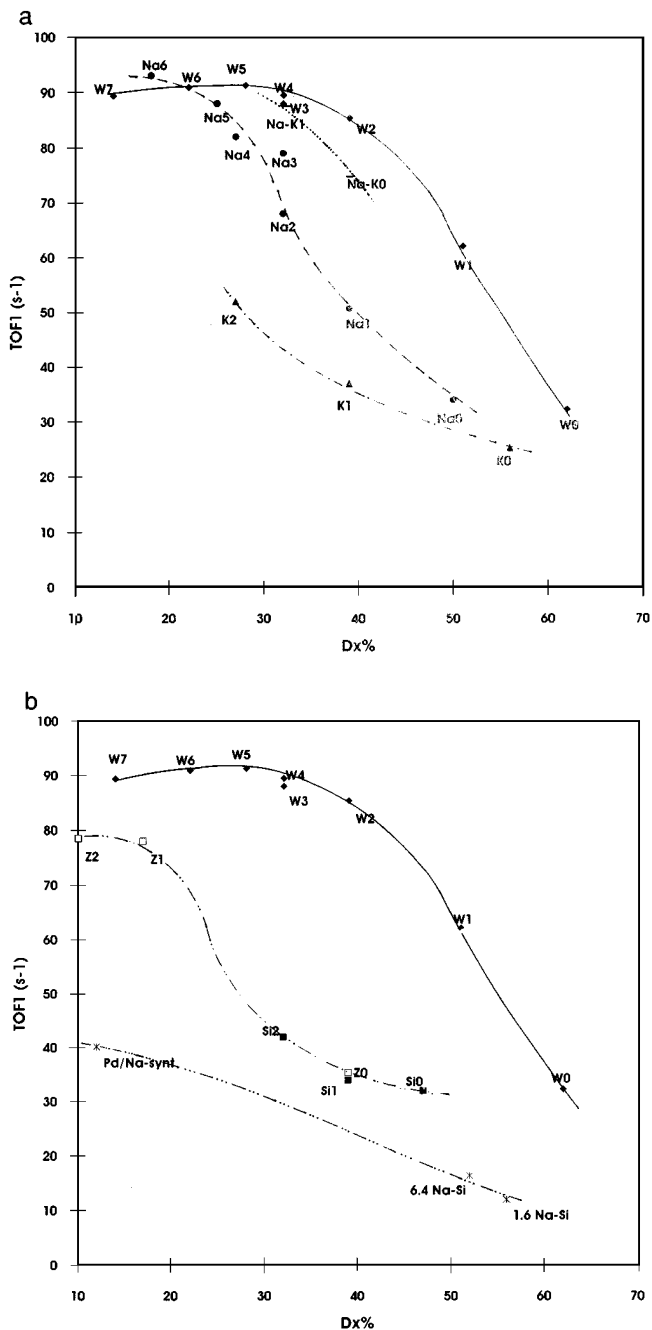 a
100
90
80
70
60
50
40
30
20
10
0
TOF1 (s-1)
W7
Na6
W6
W5
W4
W3
Na5
Na-K1
W2
Na4
Na3
Na-K0
Na2
W1
K2
Na1
K1
Na0
W0
K0
10 20 30 40 50 60 70
Dx%
b
100
90
80
70
60
50
40
30
20
10
0
TOF1 (s-1)
W7
W6
W5
W4
W3
W2
Z2
Z1
W1
Si2
Pd/Na-synt
Z0
Si1
Si0
W0
6.4 Na-Si
1.6 Na-Si
10 20 30 40 50 60 70
Dx%